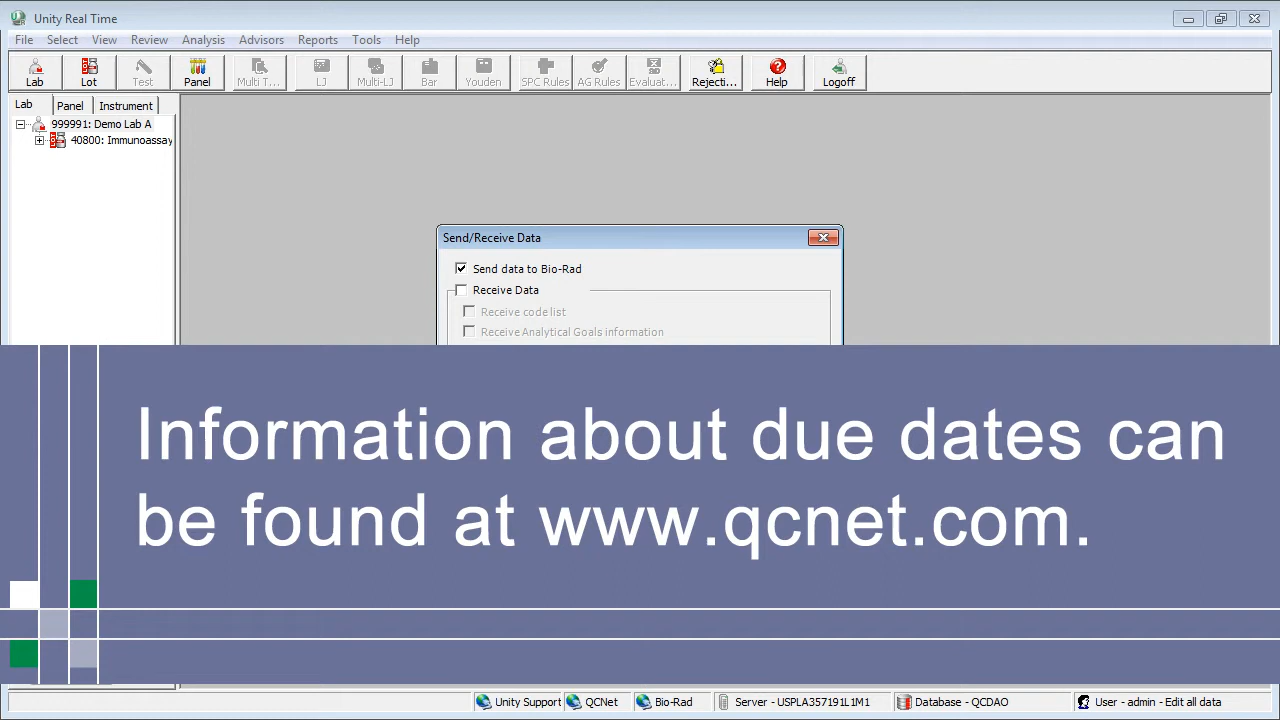 Unity Real Time
File Select View Review Analysis Advisors Reports Tools Help
Lab Lot Test Panel Multi T... LJ Multi-LJ Bar Youden SPC Rules AG Rules Evaluat... Rejecti... Help Logoff
Lab Panel Instrument
999991: Demo Lab A
40800: Immunoassay
Send/Receive Data
Send data to Bio-Rad
Receive Data
Receive code list
Receive Analytical Goals information
Information about due dates can
be found at www.qcnet.com.
Unity Support QCNet Bio-Rad Server - USPLA357191L1M1 Database - QCDAO User - admin - Edit all data